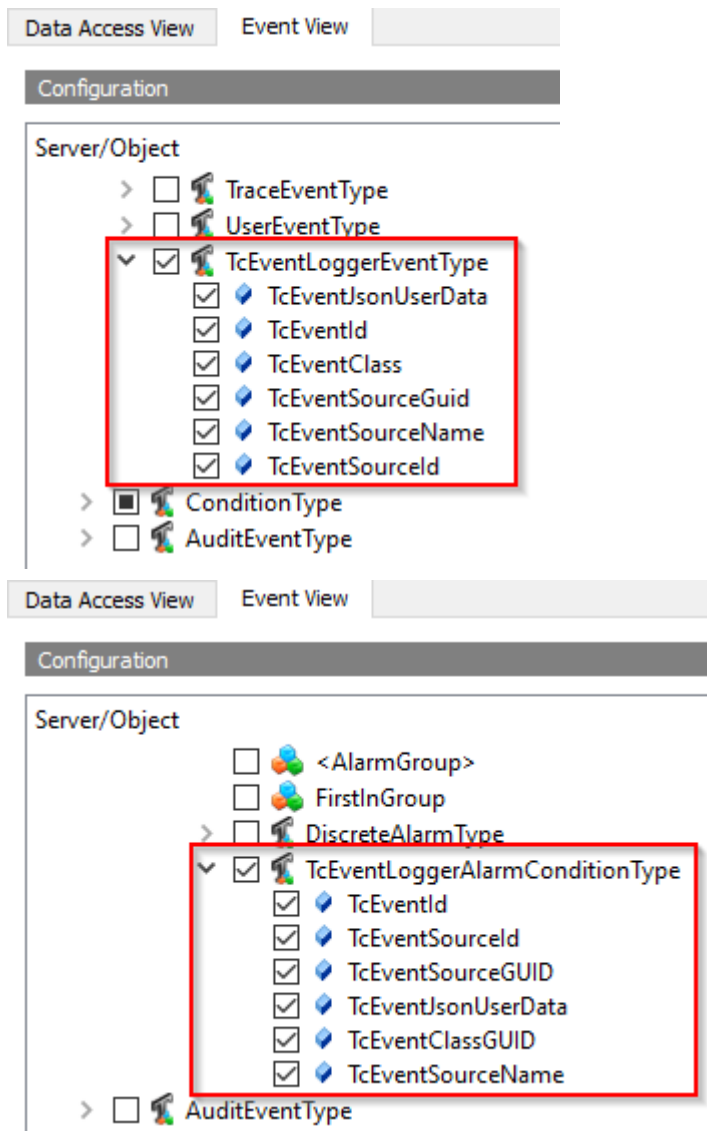 Data Access View Event View
Configuration
Server/Object
TraceEventType
UserEventType
TcEventLoggerEventType
TcEventJsonUserData
TcEventId
TcEventClass
TcEventSourceGuid
TcEventSourceName
TcEventSourceId
ConditionType
AuditEventType
Data Access View Event View
Configuration
Server/Object
<AlarmGroup>
FirstInGroup
DiscreteAlarmType
TcEventLoggerAlarmConditionType
TcEventId
TcEventSourceId
TcEventSourceGUID
TcEventJsonUserData
TcEventClassGUID
TcEventSourceName
AuditEventType